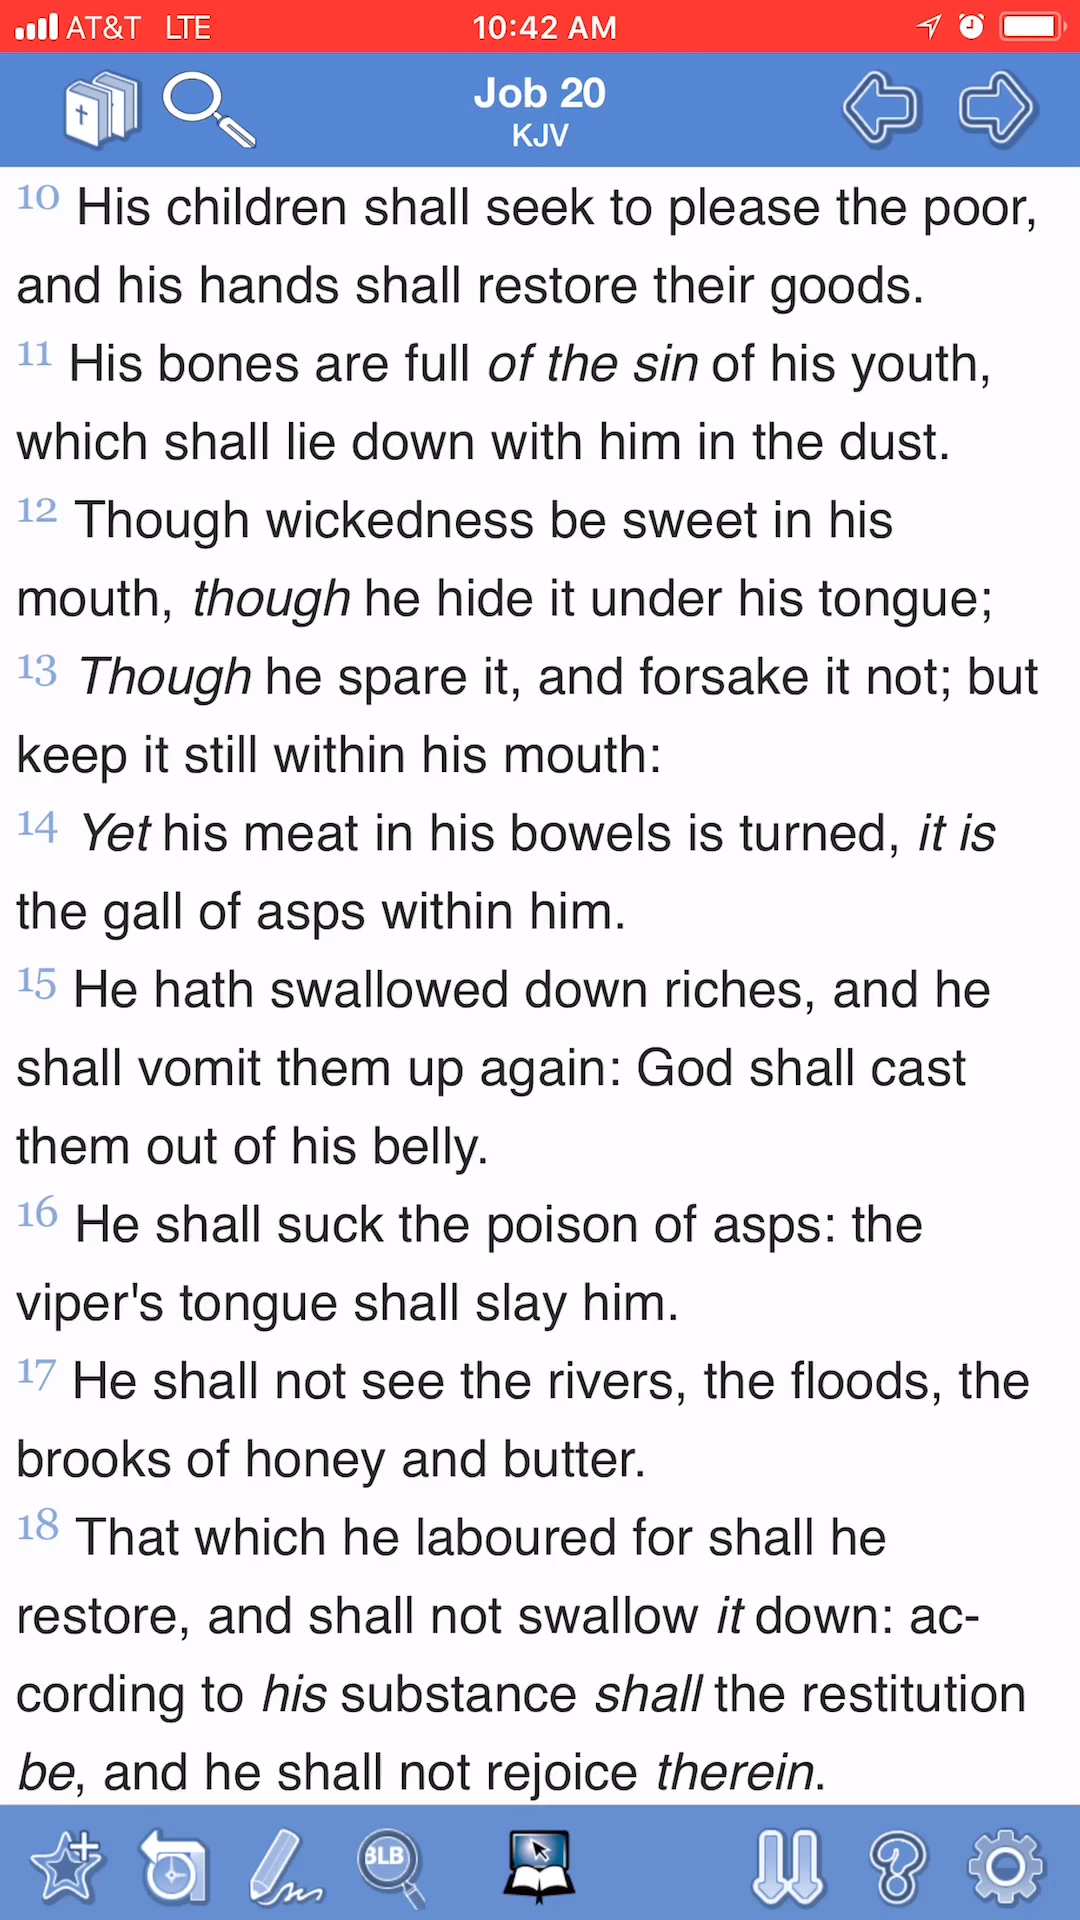 AT&T LTE 10:42 AM
Job 20
KJV
10 His children shall seek to please the poor,
and his hands shall restore their goods.
11 His bones are full of the sin of his youth,
which shall lie down with him in the dust.
12 Though wickedness be sweet in his
mouth, though he hide it under his tongue;
13 Though he spare it, and forsake it not; but
keep it still within his mouth:
14 Yet his meat in his bowels is turned, it is
the gall of asps within him.
15 He hath swallowed down riches, and he
shall vomit them up again: God shall cast
them out of his belly.
16 He shall suck the poison of asps: the
viper's tongue shall slay him.
17 He shall not see the rivers, the floods, the
brooks of honey and butter.
18 That which he laboured for shall he
restore, and shall not swallow it down: ac-
cording to his substance shall the restitution
be, and he shall not rejoice therein.
BLB